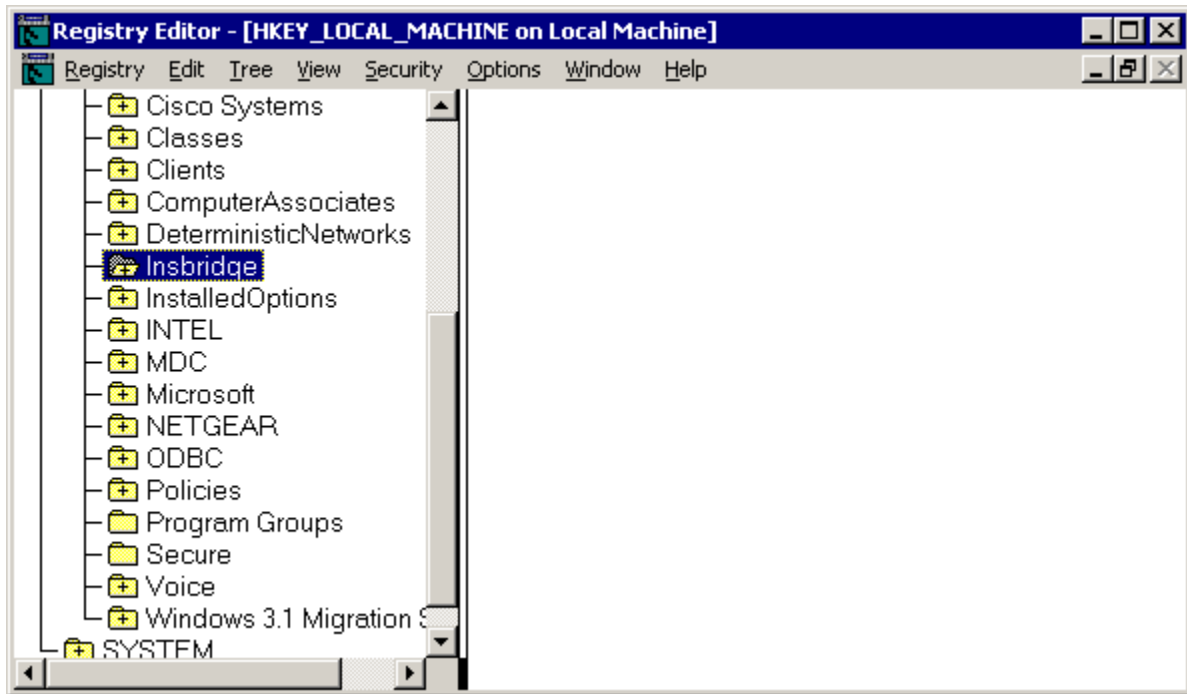 Registry Editor - [HKEY_LOCAL_MACHINE on Local Machine]
Registry Edit Tree View Security Options Window Help
Cisco Systems
Classes
Clients
ComputerAssociates
DeterministicNetworks
Insbridge
InstalledOptions
INTEL
MDC
Microsoft
NETGEAR
ODBC
Policies
Program Groups
Secure
Voice
Windows 3.1 Migration S
SYSTEM